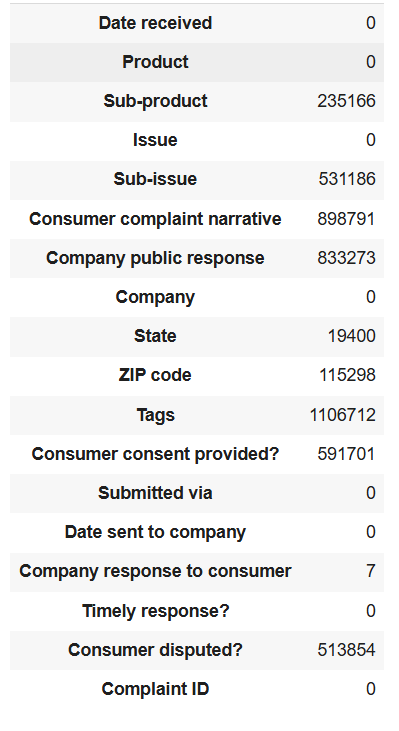 Date received 0
Product 0
Sub-product 235166
Issue 0
Sub-issue 531186
Consumer complaint narrative 898791
Company public response 833273
Company 0
State 19400
ZIP code 115298
Tags 1106712
Consumer consent provided? 591701
Submitted via 0
Date sent to company 0
Company response to consumer 7
Timely response? 0
Consumer disputed? 513854
Complaint ID 0